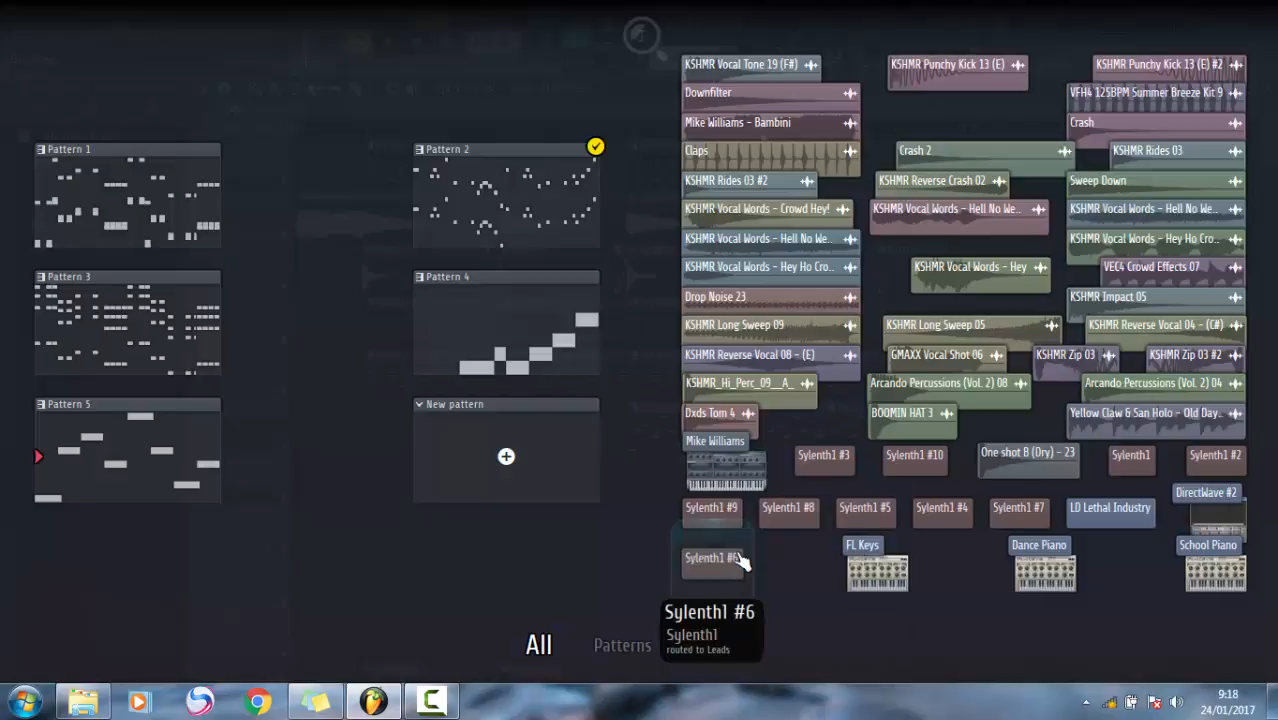 KSHMR Vocal Tone 19 (F#)
KSHMR Punchy Kick 13 (E)
KSHMR Punchy Kick 13 (E) #2
Downfilter
VFH4 125BPM Summer Breeze Kit 9
Mike Williams - Bambini
Crash
Pattern 1
Pattern 2
Claps
Crash 2
KSHMR Rides 03
KSHMR Rides 03 #2
KSHMR Reverse Crash 02
Sweep Down
KSHMR Vocal Words - Crowd Hey!
KSHMR Vocal Words - Hell No We..
KSHMR Vocal Words - Hell No We..
KSHMR Vocal Words - Hell No We..
KSHMR Vocal Words - Hey Ho Cro..
KSHMR Vocal Words - Hey Ho Cro..
KSHMR Vocal Words - Hey
VEC4 Crowd Effects 07
Pattern 3
Pattern 4
Drop Noise 23
KSHMR Impact 05
KSHMR Long Sweep 09
KSHMR Long Sweep 05
KSHMR Reverse Vocal 04 - (C#)
KSHMR Reverse Vocal 08 - (E)
GMAXX Vocal Shot 06
KSHMR Zip 03
KSHMR Zip 03 #2
KSHMR_Hi_Perc_09__A_
Arcando Percussions (Vol. 2) 08
Arcando Percussions (Vol. 2) 04
Pattern 5
New pattern
Dxds Tom 4
BOOMIN HAT 3
Yellow Claw & San Holo - Old Day..
Mike Williams
Sylenth1 #3
Sylenth1 #10
One shot B (Dry) - 23
Sylenth1
Sylenth1 #2
DirectWave #2
Sylenth1 #9
Sylenth1 #8
Sylenth1 #5
Sylenth1 #4
Sylenth1 #7
LD Lethal Industry
Sylenth1 #6
FL Keys
Dance Piano
School Piano
Sylenth1 #6
Sylenth1
routed to Leads
All
Patterns
9:18
24/01/2017